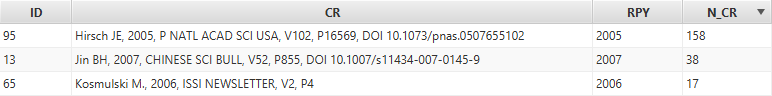 ID CR RPY N_CR
95 Hirsch JE, 2005, P NATL ACAD SCI USA, V102, P16569, DOI 10.1073/pnas.0507655102 2005 158
13 Jin BH, 2007, CHINESE SCI BULL, V52, P855, DOI 10.1007/s11434-007-0145-9 2007 38
65 Kosmulski M., 2006, ISSI NEWSLETTER, V2, P4 2006 17